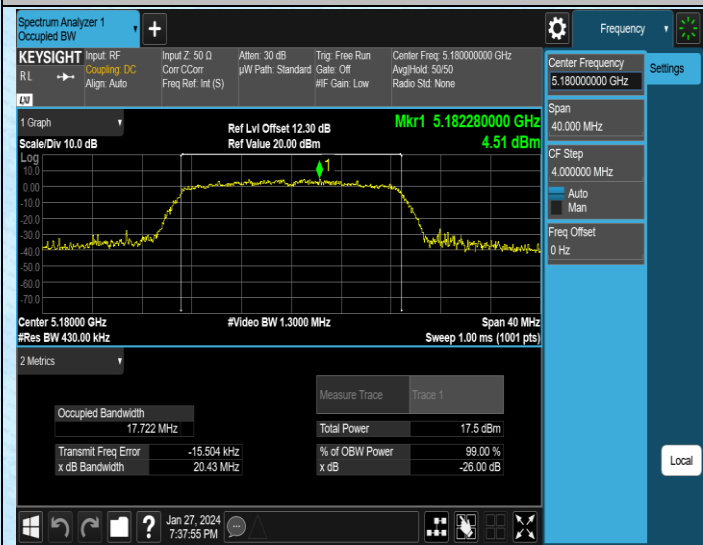 Spectrum Analyzer 1
Occupied BW
+
Frequency
KEYSIGHT
Input: RF
Coupling: DC
Align: Auto
Input Z: 50 Ω
Corr CCorr
Freq Ref: Int (S)
Atten: 30 dB
µW Path: Standard
Trig: Free Run
Gate: Off
#IF Gain: Low
Center Freq: 5.180000000 GHz
Avg|Hold: 50/50
Radio Std: None
RL
LXI
Center Frequency
5.180000000 GHz
Settings
Span
40.000 MHz
CF Step
4.000000 MHz
Auto
Man
Freq Offset
0 Hz
Local
1 Graph
Scale/Div 10.0 dB
Ref Lvl Offset 12.30 dB
Ref Value 20.00 dBm
Mkr1 5.182280000 GHz
4.51 dBm
Log
10.0
0.00
-10.0
-20.0
-30.0
-40.0
-50.0
-60.0
-70.0
1
Center 5.18000 GHz
#Res BW 430.00 kHz
#Video BW 1.3000 MHz
Span 40 MHz
Sweep 1.00 ms (1001 pts)
2 Metrics
Measure Trace
Trace 1
Occupied Bandwidth
17.722 MHz
Total Power
17.5 dBm
Transmit Freq Error
-15.504 kHz
% of OBW Power
99.00 %
x dB Bandwidth
20.43 MHz
x dB
-26.00 dB
?
Jan 27, 2024
7:37:55 PM